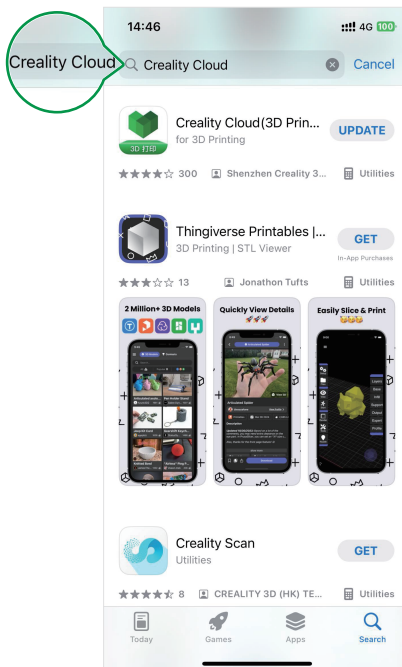 14:46
4G 100
Creality Cloud
Creality Cloud
Cancel
3D 打印
Creality Cloud(3D Prin...
for 3D Printing
UPDATE
300
Shenzhen Creality 3...
Utilities
Thingiverse Printables |...
3D Printing | STL Viewer
GET
In-App Purchases
13
Jonathon Tufts
Utilities
2 Million+ 3D Models
Quickly View Details
Easily Slice & Print
Description
Creality Scan
Utilities
GET
8
CREALITY 3D (HK) TE...
Utilities
Today
Games
Apps
Search